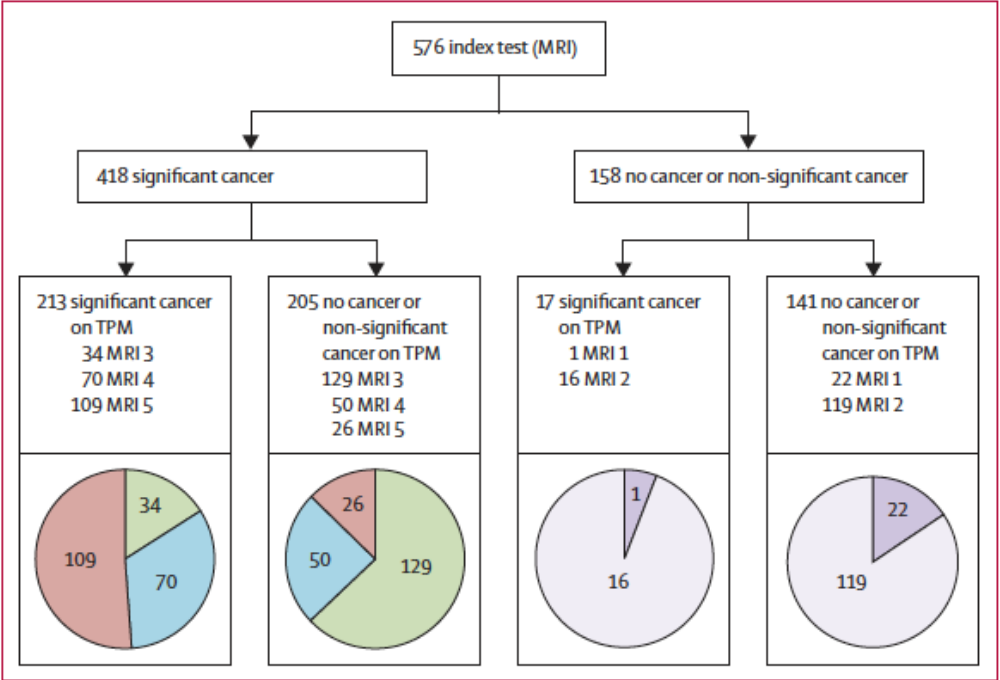 576 index test (MRI)
418 significant cancer
158 no cancer or non-significant cancer
213 significant cancer
on TPM
34 MRI 3
70 MRI 4
109 MRI 5
205 no cancer or
non-significant
cancer on TPM
129 MRI 3
50 MRI 4
26 MRI 5
17 significant cancer
on TPM
1 MRI 1
16 MRI 2
141 no cancer or
non-significant
cancer on TPM
22 MRI 1
119 MRI 2
34
109
70
26
50
129
1
16
22
119